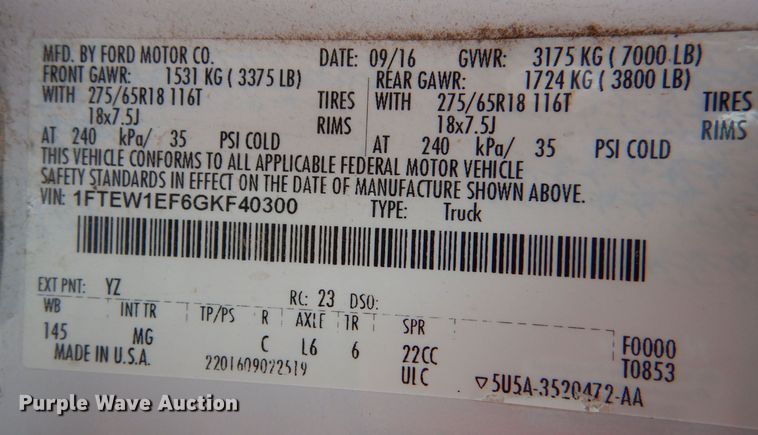 MFD. BY FORD MOTOR CO. DATE: 09/16 GVWR: 3175 KG ( 7000 LB)
FRONT GAWR: 1531 KG ( 3375 LB) REAR GAWR: 1724 KG ( 3800 LB)
WITH 275/65R18 116T TIRES WITH 275/65R18 116T TIRES
18x7.5J RIMS 18x7.5J RIMS
AT 240 kPa/ 35 PSI COLD AT 240 kPa/ 35 PSI COLD
THIS VEHICLE CONFORMS TO ALL APPLICABLE FEDERAL MOTOR VEHICLE
SAFETY STANDARDS IN EFFECT ON THE DATE OF MANUFACTURE SHOWN ABOVE.
VIN: 1FTEW1EF6GKF40300 TYPE: Truck
EXT PNT: YZ RC: 23 DSO:
WB INT TR TP/PS R AXLE TR SPR
145 MG C L6 6 22CC F0000
MADE IN U.S.A. 2201609022519 ULC T0853
▽5U5A-3520472-AA
Purple Wave Auction